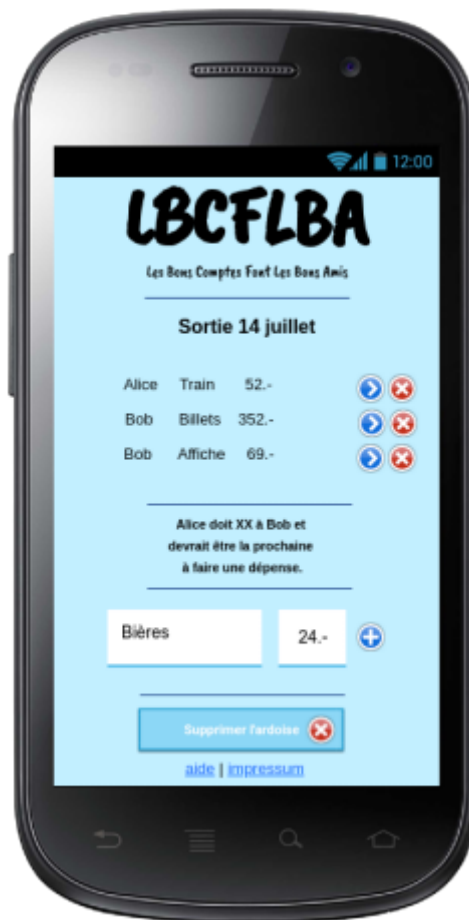 12:00
LBCFLBA
Les Bons Comptes Font Les Bons Amis
Sortie 14 juillet
Alice Train 52.-
Bob Billets 352.-
Bob Affiche 69.-
Alice doit XX à Bob et
devrait être la prochaine
à faire une dépense.
Bières 24.-
Supprimer l'ardoise
aide | impressum